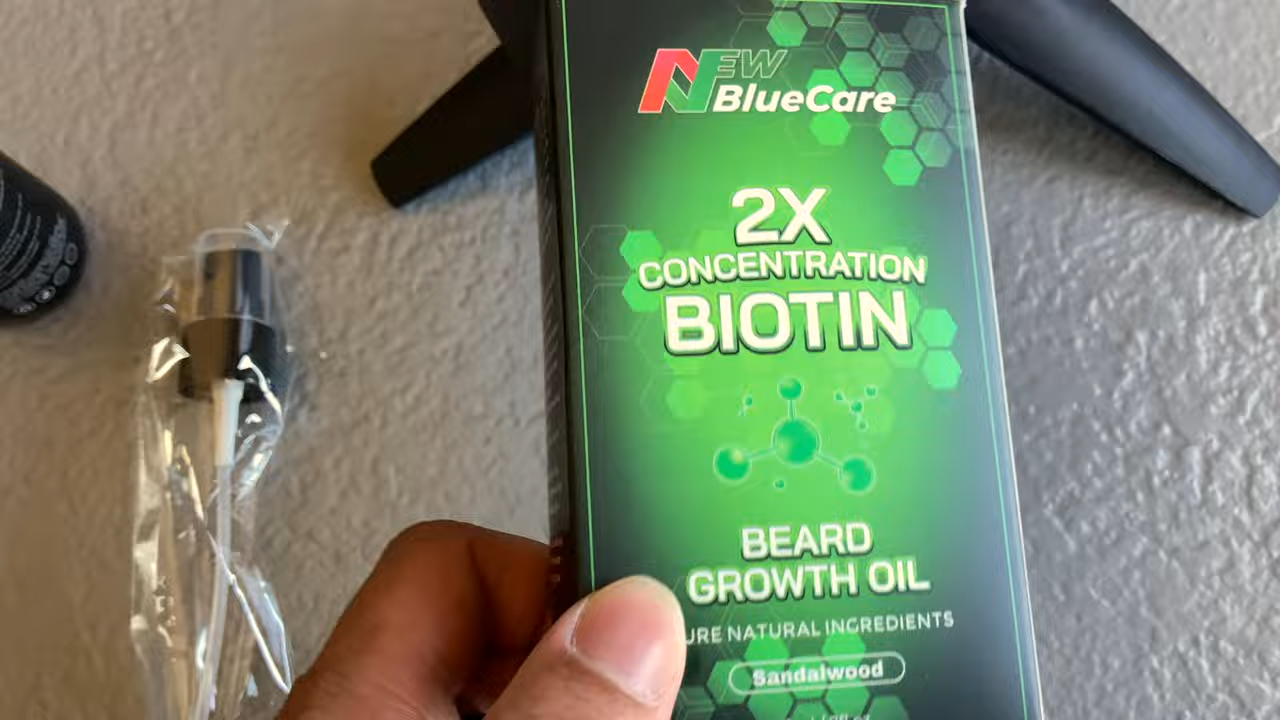 NEW
BlueCare
2X
CONCENTRATION
BIOTIN
BEARD
GROWTH OIL
NATURAL INGREDIENTS
Sandalwood